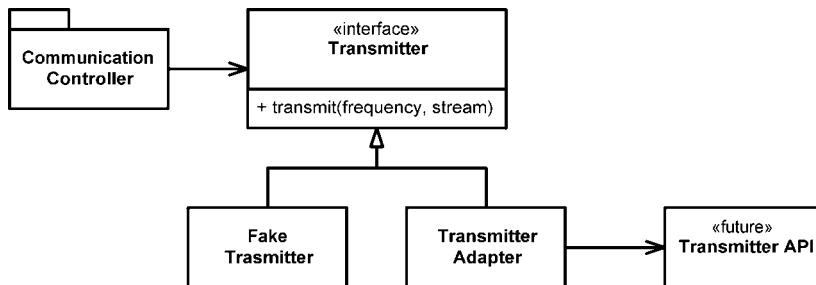 «interface»
Transmitter
Communication
Controller
+ transmit(frequency, stream)
Fake
Trasmitter
Transmitter
Adapter
«future»
Transmitter API